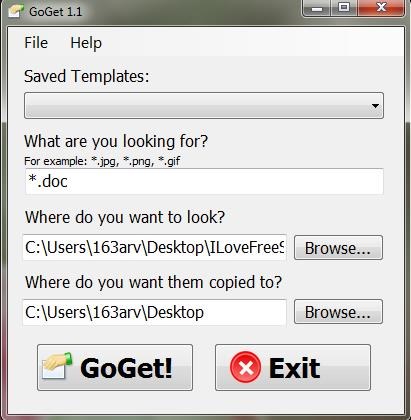 GoGet 1.1
File Help
Saved Templates:
What are you looking for?
For example: *.jpg, *.png, *.gif
*.doc
Where do you want to look?
C:\Users\163arv\Desktop\ILoveFreeS Browse...
Where do you want them copied to?
C:\Users\163arv\Desktop Browse...
GoGet! Exit